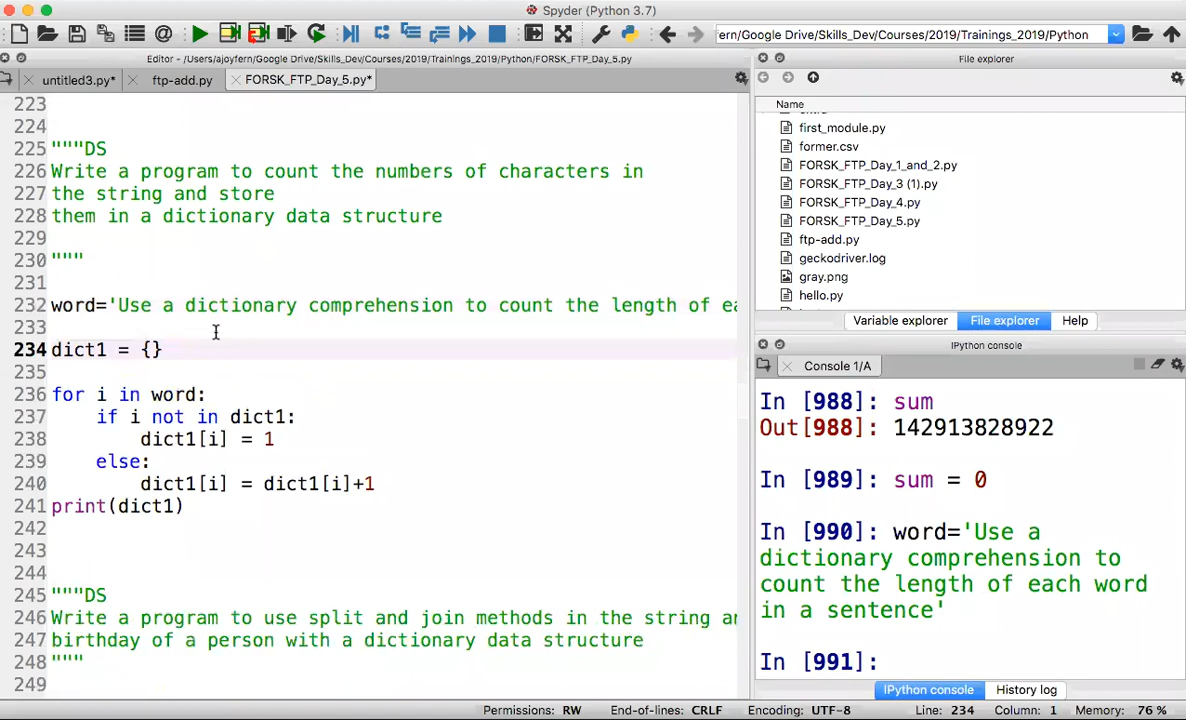 Spyder (Python 3.7)
fern/Google Drive/Skills_Dev/Courses/2019/Trainings_2019/Python
Editor - /Users/ajoyfern/Google Drive/Skills_Dev/Courses/2019/Trainings_2019/Python/FORSK_FTP_Day_5.py
untitled3.py* ftp-add.py FORSK_FTP_Day_5.py*
223
224
225 """DS
226 Write a program to count the numbers of characters in
227 the string and store
228 them in a dictionary data structure
229
230 """
231
232 word='Use a dictionary comprehension to count the length of ea
233
234 dict1 = {}
235
236 for i in word:
237 if i not in dict1:
238 dict1[i] = 1
239 else:
240 dict1[i] = dict1[i]+1
241 print(dict1)
242
243
244
245 """DS
246 Write a program to use split and join methods in the string an
247 birthday of a person with a dictionary data structure
248 """
249
File explorer
Name
first_module.py
former.csv
FORSK_FTP_Day_1_and_2.py
FORSK_FTP_Day_3 (1).py
FORSK_FTP_Day_4.py
FORSK_FTP_Day_5.py
ftp-add.py
geckodriver.log
gray.png
hello.py
Variable explorer File explorer Help
IPython console
Console 1/A
In [988]: sum
Out[988]: 142913828922
In [989]: sum = 0
In [990]: word='Use a
dictionary comprehension to
count the length of each word
in a sentence'
In [991]:
IPython console History log
Permissions: RW End-of-lines: CRLF Encoding: UTF-8 Line: 234 Column: 1 Memory: 76 %